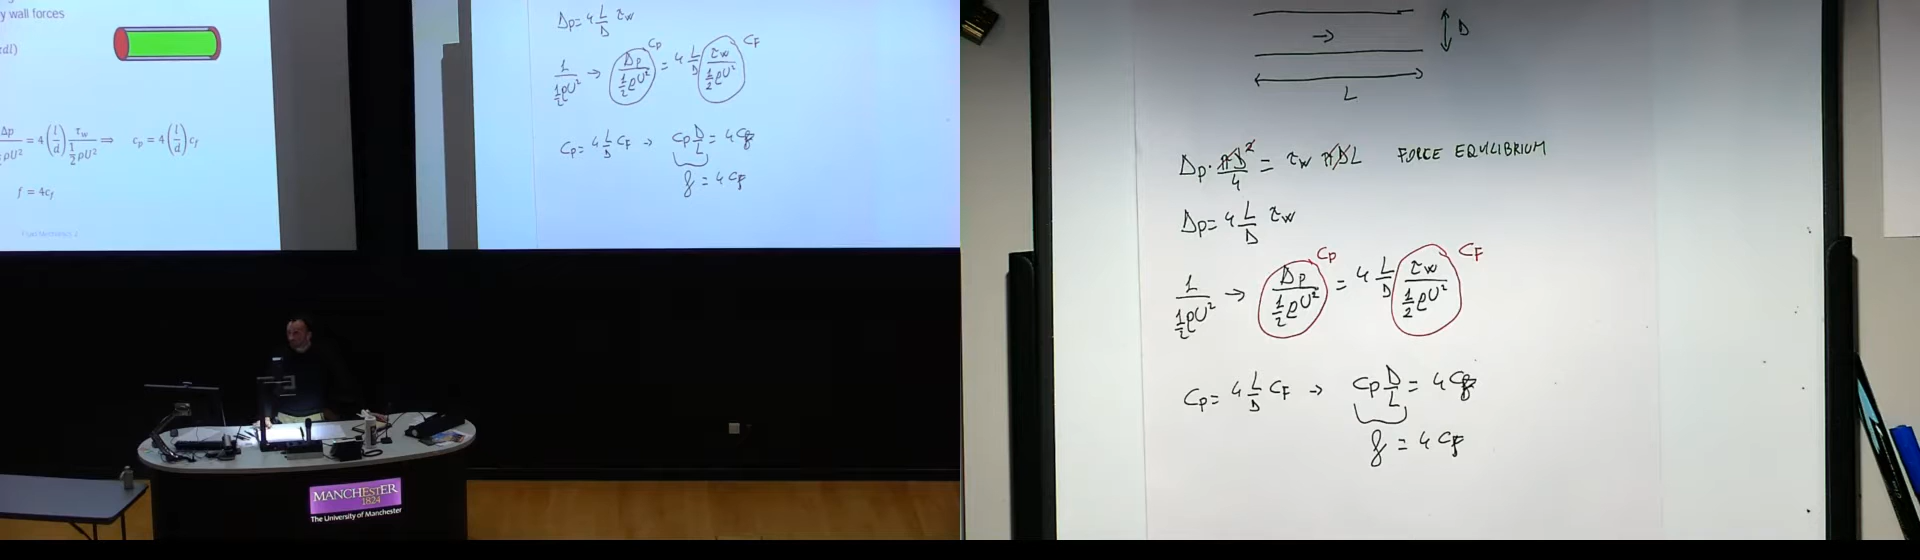 y wall forces
dl)
Δp/½ρU² = 4(l/d) τw/½ρU² ⟹ cp = 4(l/d) cf
f = 4cf
Δp = 4 L/D τw
1/½ρU² → Δp/½ρU² = 4 L/D τw/½ρU²
Cp CF
Cp = 4 L/D CF → Cp D/L = 4 Cf
f = 4 CF
MANCHESTER
1824
The University of Manchester
D
L
Δp · πD²/4 = τw πDL FORCE EQUILIBRIUM
Δp = 4 L/D τw
Cp CF
1/½ρU² → Δp/½ρU² = 4 L/D τw/½ρU²
Cp = 4 L/D CF → Cp D/L = 4 Cf
f = 4 CF